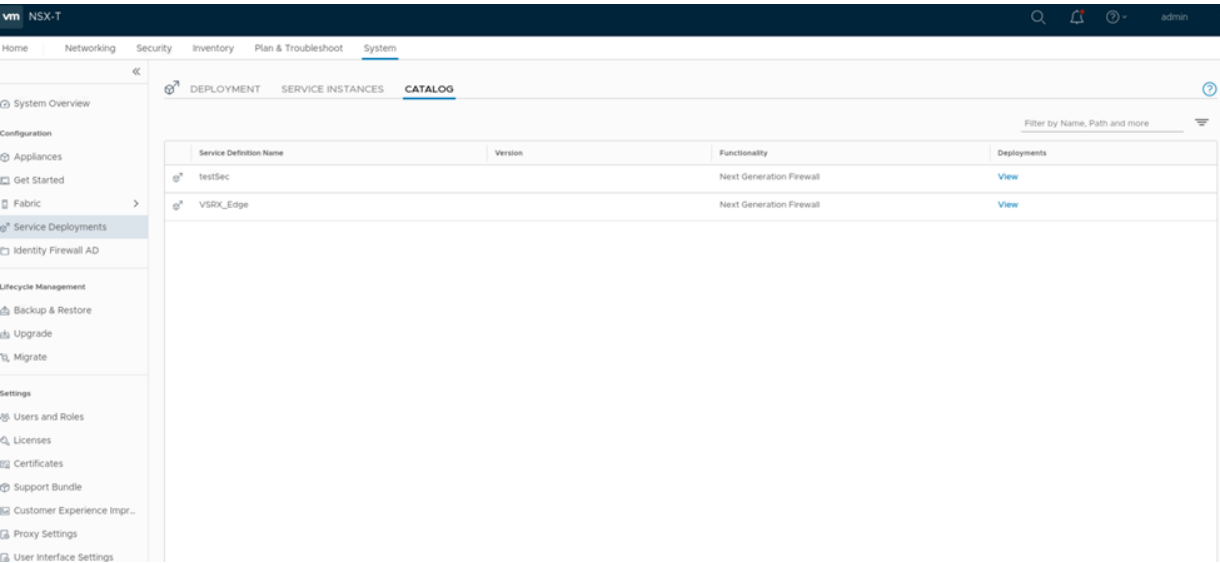 vm NSX-T admin
Home Networking Security Inventory Plan & Troubleshoot System
DEPLOYMENT SERVICE INSTANCES CATALOG
System Overview
Configuration
Appliances
Get Started
Fabric
Service Deployments
Identity Firewall AD
Lifecycle Management
Backup & Restore
Upgrade
Migrate
Settings
Users and Roles
Licenses
Certificates
Support Bundle
Customer Experience Impr...
Proxy Settings
User Interface Settings
Filter by Name, Path and more
Service Definition Name Version Functionality Deployments
testSec Next Generation Firewall View
VSRX_Edge Next Generation Firewall View